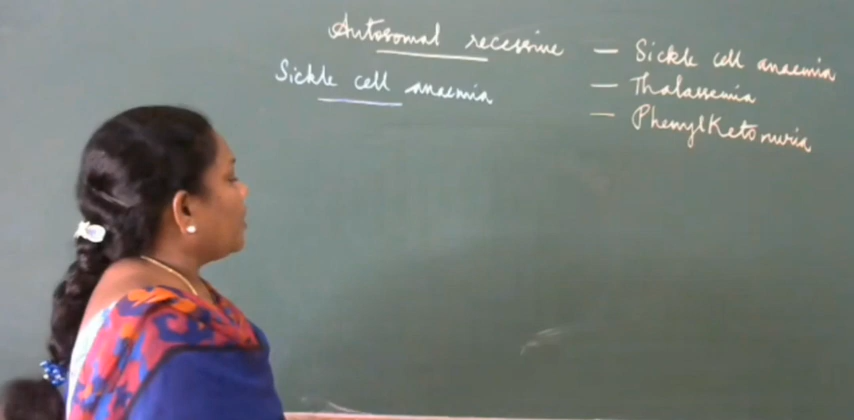 Autosomal recessive — Sickle cell anaemia
Sickle cell anaemia — Thalassemia
— PhenylKetonuria